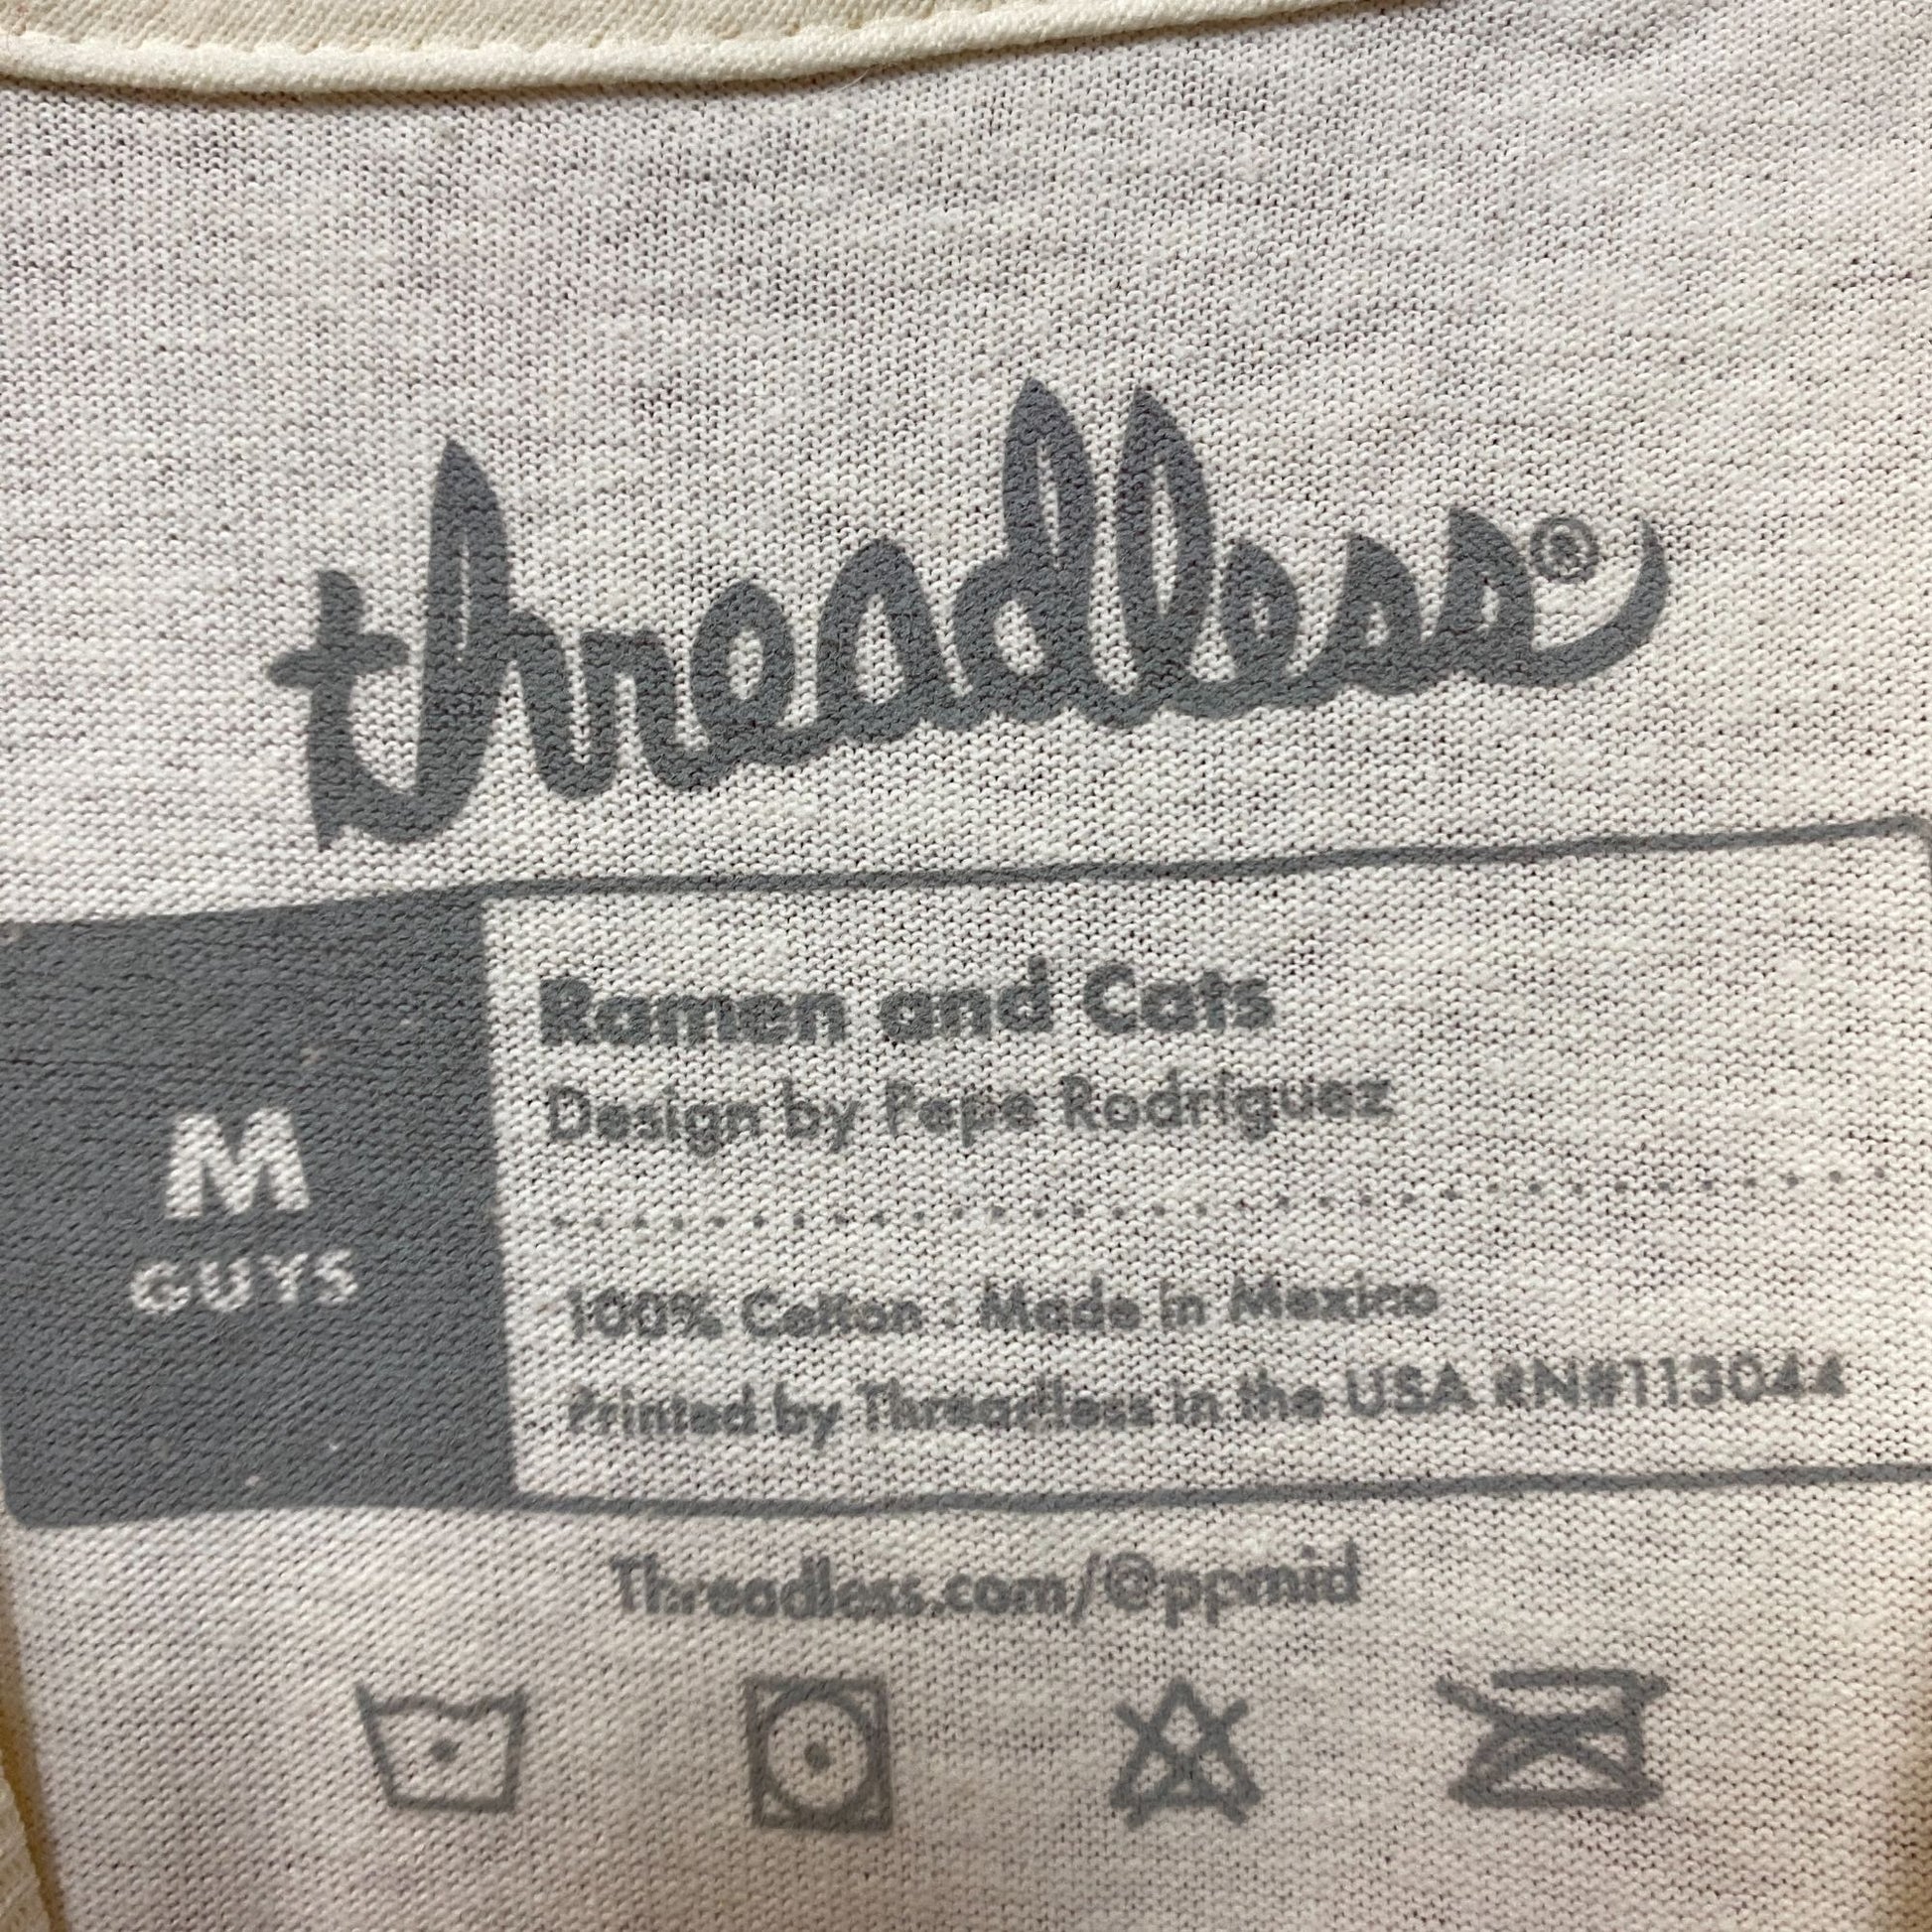 threadless®
Ramen and Cats
Design by Pepe Rodriguez
M
GUYS
100% Cotton : Made in Mexico
Printed by Threadless in the USA RN#113044
Threadless.com/@ppmid